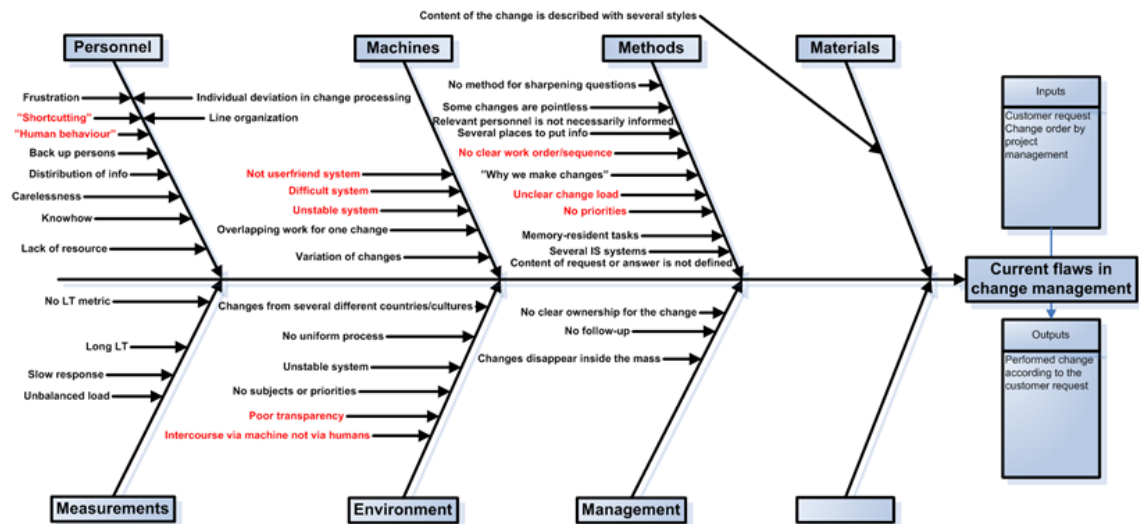 Content of the change is described with several styles
Personnel
Machines
Methods
Materials
Frustration
Individual deviation in change processing
"Shortcutting"
Line organization
"Human behaviour"
Back up persons
Distiribution of info
Carelessness
Knowhow
Lack of resource
Not userfriend system
Difficult system
Unstable system
Overlapping work for one change
Variation of changes
No method for sharpening questions
Some changes are pointless
Relevant personnel is not necessarily informed
Several places to put info
No clear work order/sequence
"Why we make changes"
Unclear change load
No priorities
Memory-resident tasks
Several IS systems
Content of request or answer is not defined
Inputs
Customer request
Change order by
project
management
Current flaws in
change management
No LT metric
Long LT
Slow response
Unbalanced load
Changes from several different countries/cultures
No uniform process
Unstable system
No subjects or priorities
Poor transparency
Intercourse via machine not via humans
No clear ownership for the change
No follow-up
Changes disappear inside the mass
Outputs
Performed change
according to the
customer request
Measurements
Environment
Management